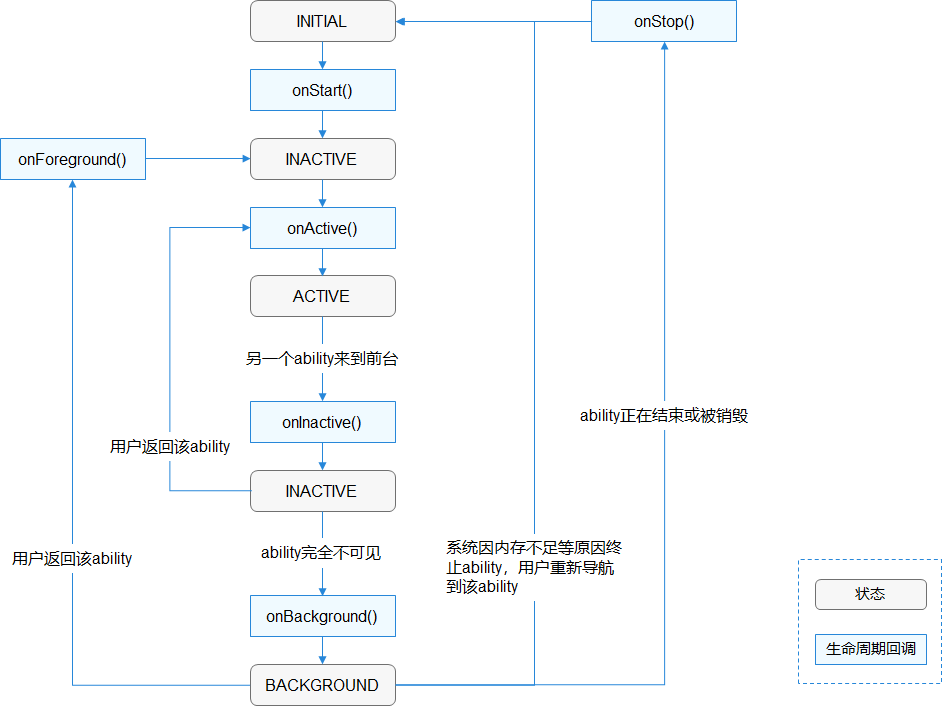 INITIAL
onStop()
onStart()
onForeground()
INACTIVE
onActive()
ACTIVE
另一个ability来到前台
onInactive()
ability正在结束或被销毁
用户返回该ability
INACTIVE
用户返回该ability
ability完全不可见
系统因内存不足等原因终
止ability，用户重新导航
到该ability
onBackground()
BACKGROUND
状态
生命周期回调